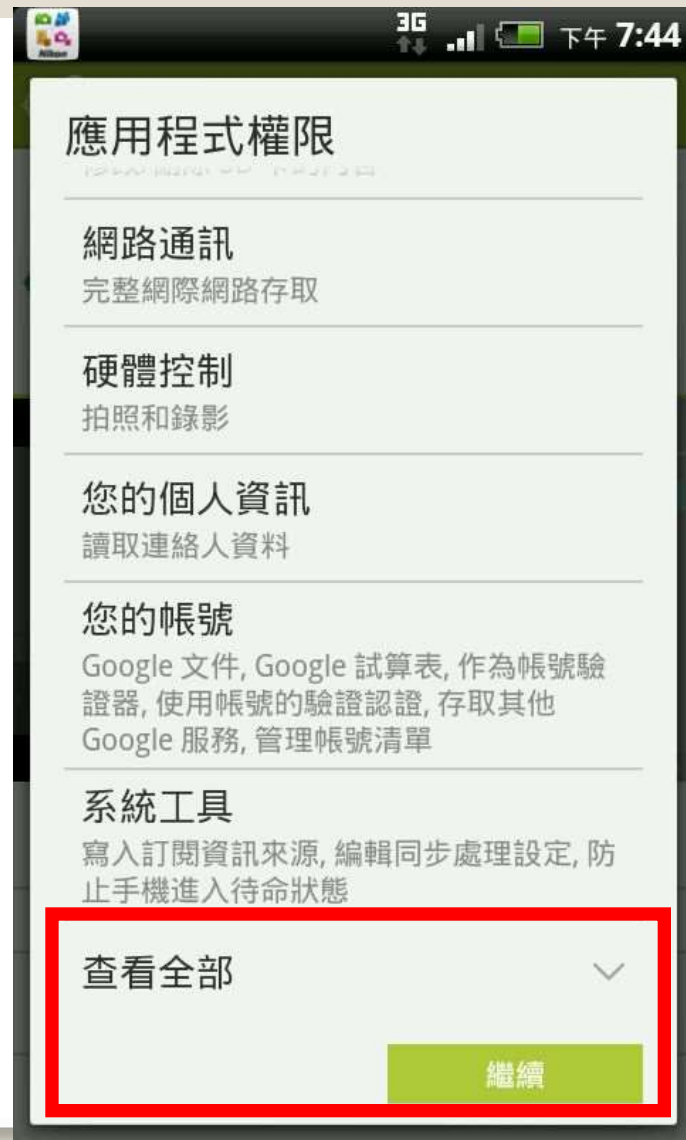 Nikon
3G
下午 7:44
應用程式權限
網路通訊
完整網際網路存取
硬體控制
拍照和錄影
您的個人資訊
讀取連絡人資料
您的帳號
Google 文件, Google 試算表, 作為帳號驗
證器, 使用帳號的驗證認證, 存取其他
Google 服務, 管理帳號清單
系統工具
寫入訂閱資訊來源, 編輯同步處理設定, 防
止手機進入待命狀態
查看全部
繼續